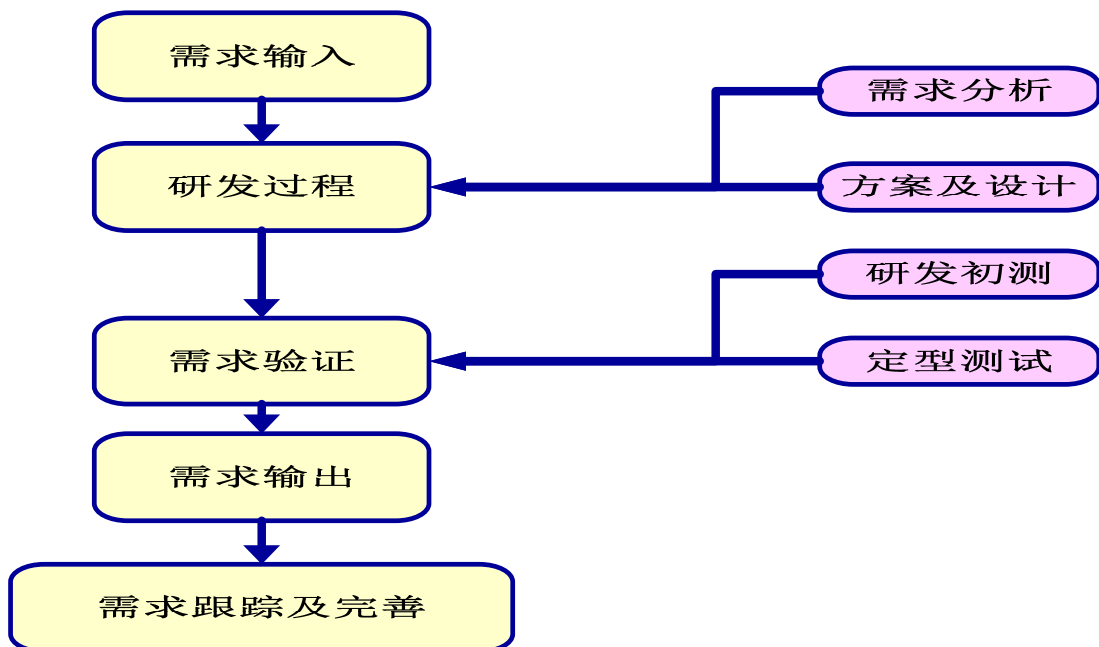 需求输入
需求分析
研发过程
方案及设计
研发初测
需求验证
定型测试
需求输出
需求跟踪及完善